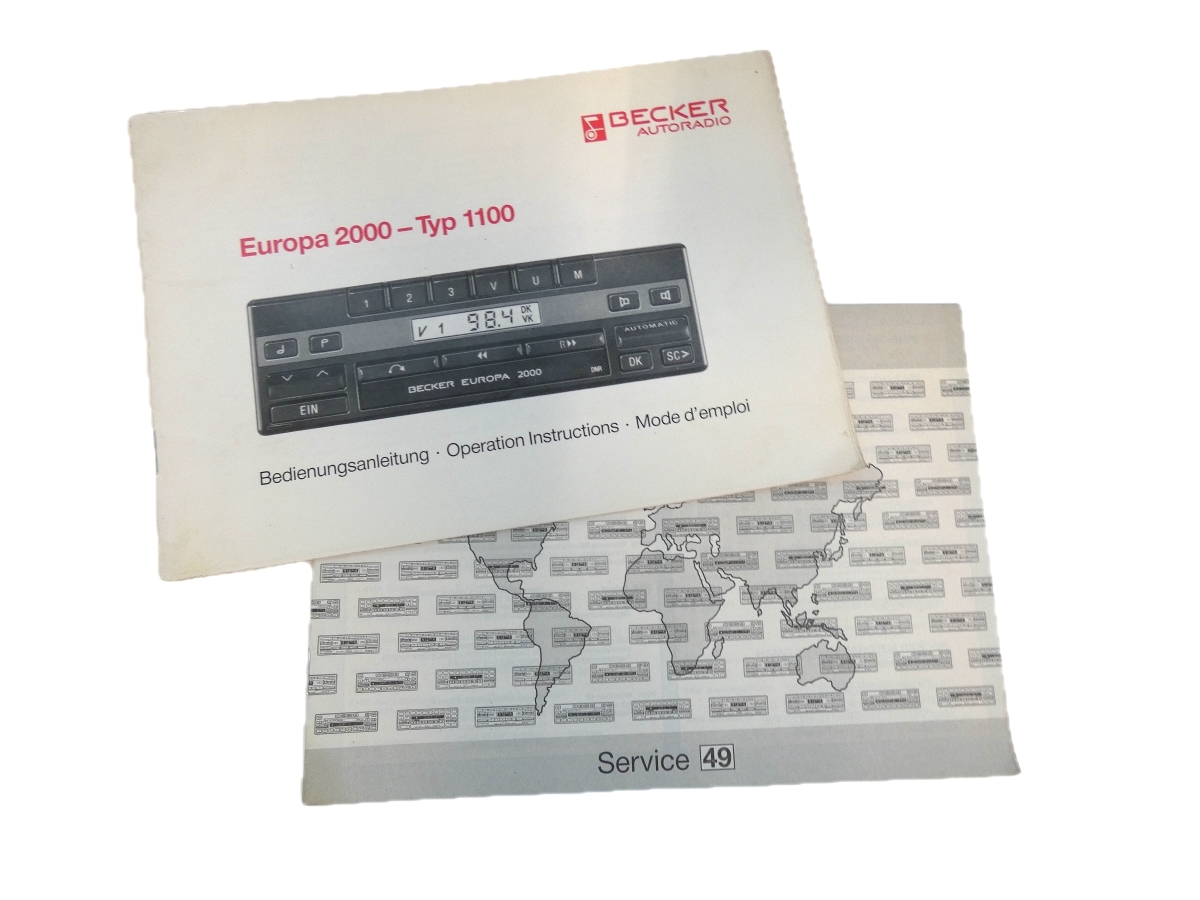 BECKER
AUTORADIO
Europa 2000 – Typ 1100
1 2 3 V U M
V 1 98.4 DK
VK
P
AUTOMATIC
R
DK SC>
BECKER EUROPA 2000 DNR
EIN
Bedienungsanleitung · Operation Instructions · Mode d'emploi
Service 49